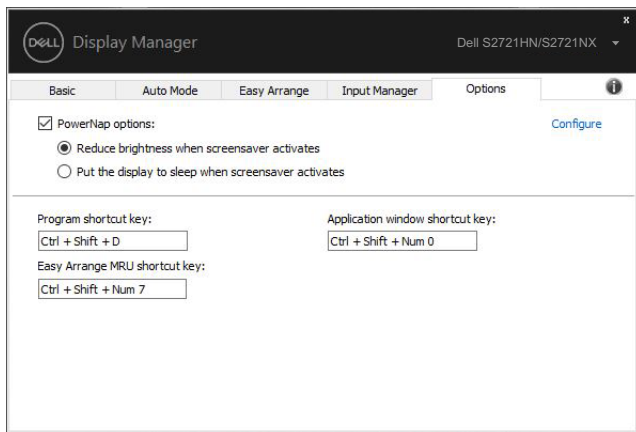 x
DELL Display Manager
Dell S2721HN/S2721NX
Basic Auto Mode Easy Arrange Input Manager Options
PowerNap options:
Configure
Reduce brightness when screensaver activates
Put the display to sleep when screensaver activates
Program shortcut key:
Application window shortcut key:
Ctrl + Shift + D
Ctrl + Shift + Num 0
Easy Arrange MRU shortcut key:
Ctrl + Shift + Num 7